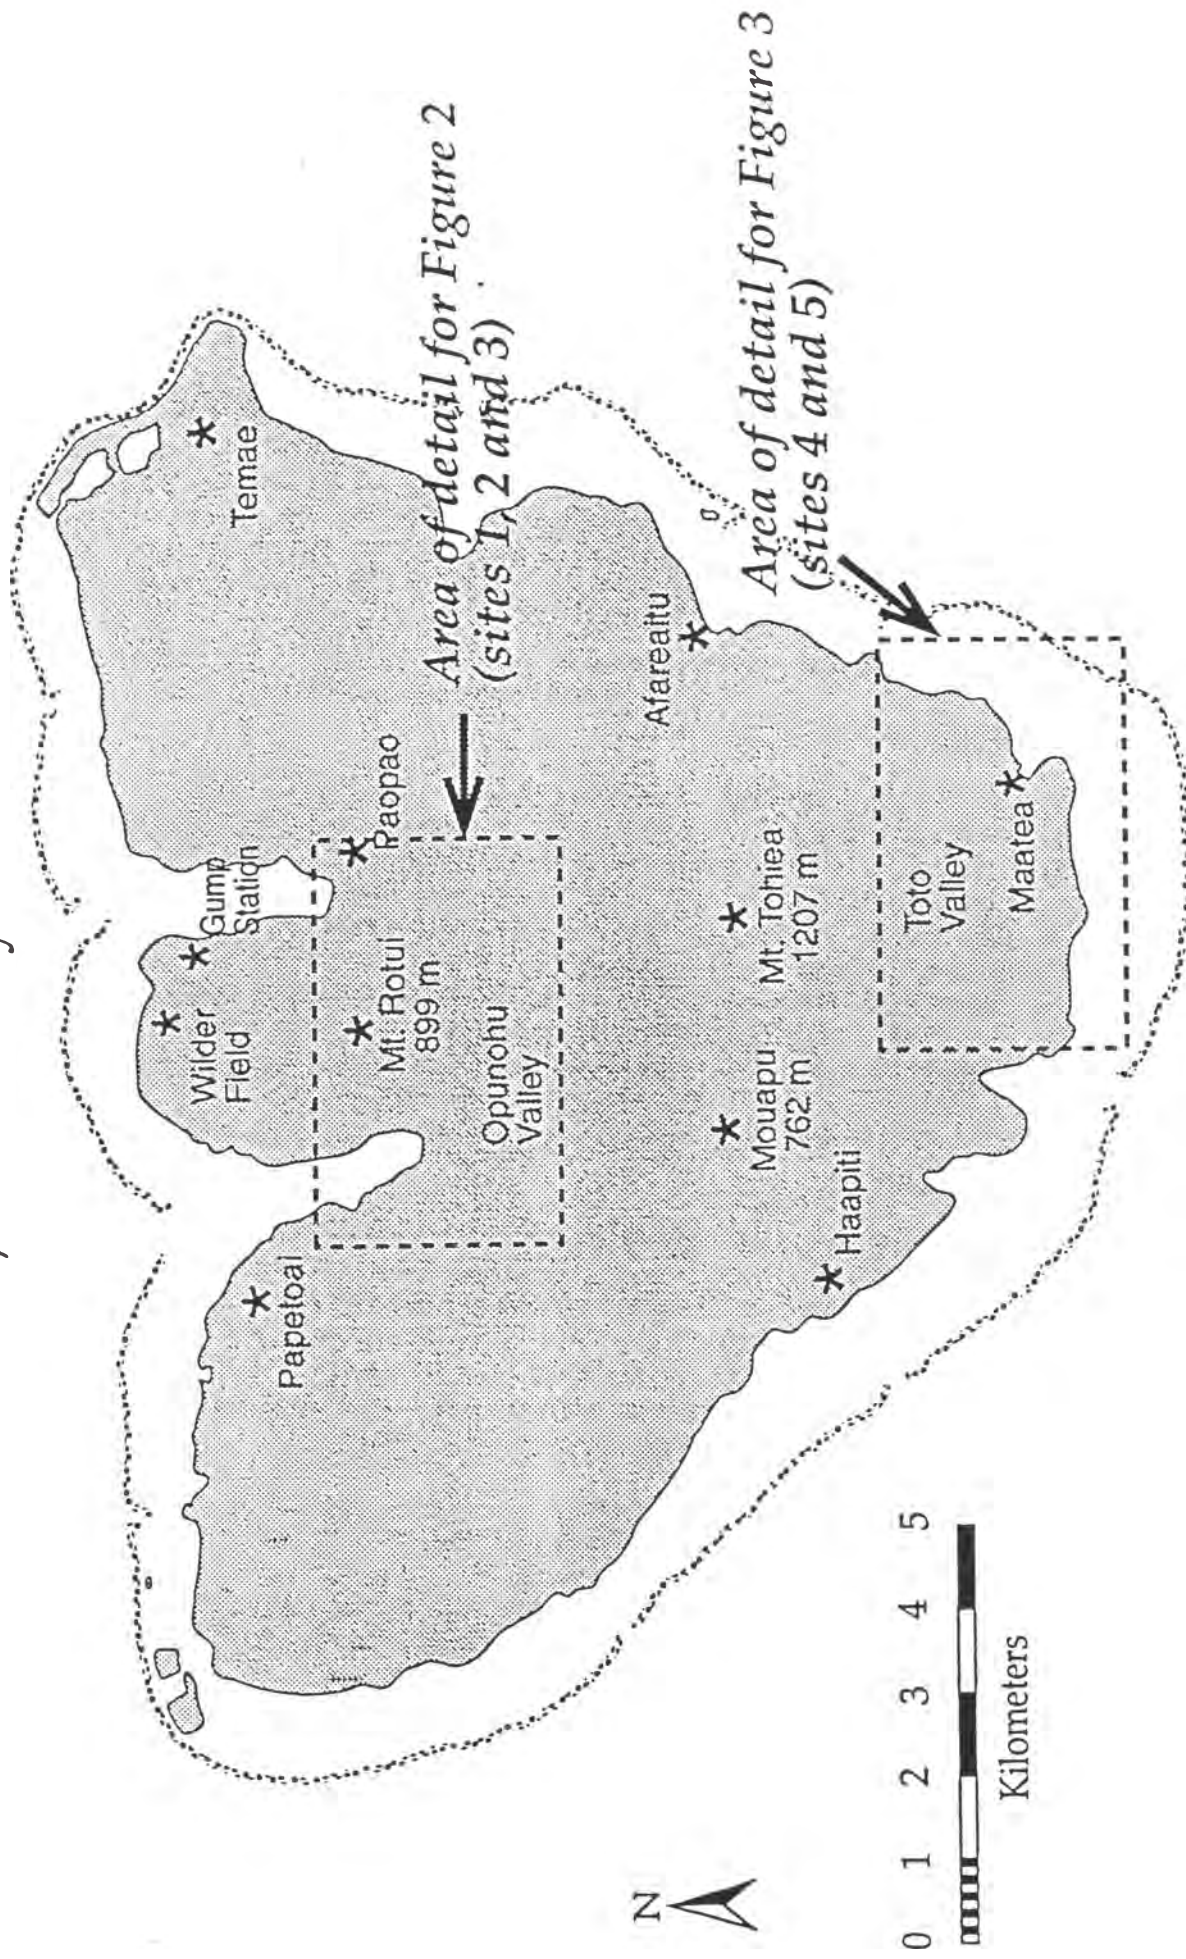 Temae
Gump
Station
Wilder
Field
Papetoai
Paopao
Mt. Rotui
899 m
Opunohu
Valley
Area of detail for Figure 2
(sites 1, 2 and 3)
Afareaitu
Mt. Tohiea
1207 m
Mouapu
762 m
Haapiti
Area of detail for Figure 3
(sites 4 and 5)
Toto
Valley
Maatea
N
0 1 2 3 4 5
Kilometers